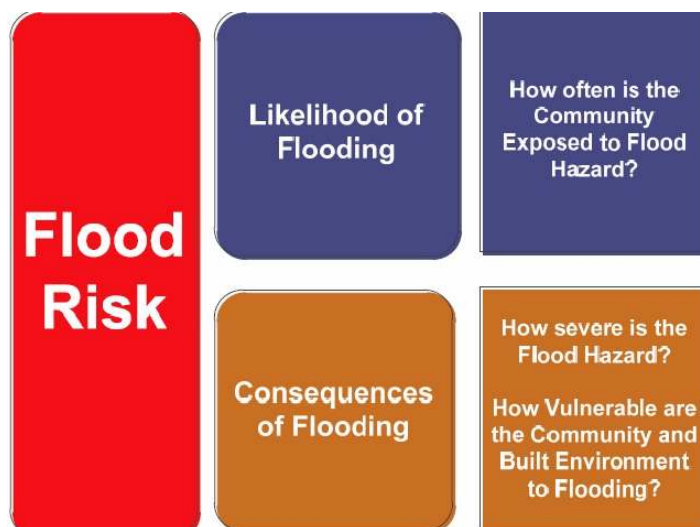 Flood
Risk
Likelihood of
Flooding
How often is the
Community
Exposed to Flood
Hazard?
Consequences
of Flooding
How severe is the
Flood Hazard?
How Vulnerable are
the Community and
Built Environment
to Flooding?